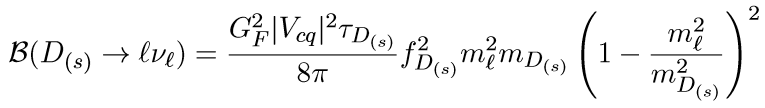 $\mathcal{B}(D_{(s)} \to \ell\nu_\ell) = \frac{G_F^2 |V_{cq}|^2 \tau_{D_{(s)}}}{8\pi} f_{D_{(s)}}^2 m_\ell^2 m_{D_{(s)}} \left(1 - \frac{m_\ell^2}{m_{D_{(s)}}^2}\right)^2$